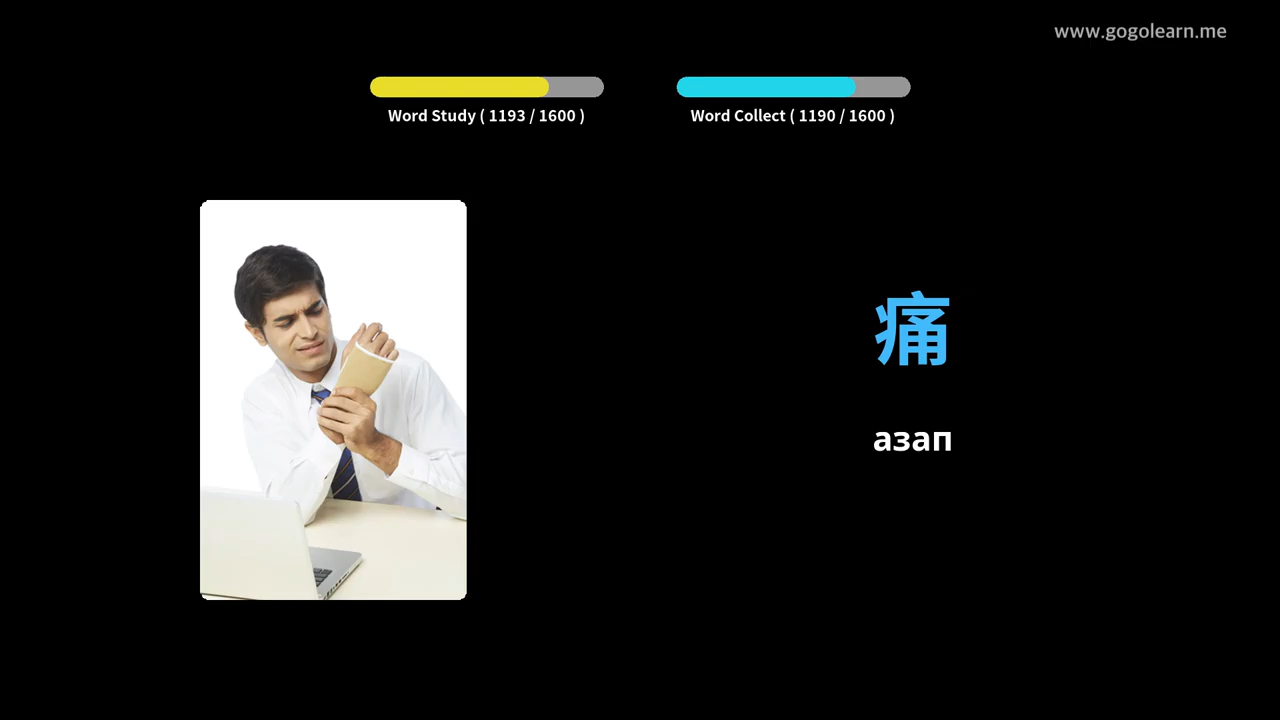 www.gogolearn.me
Word Study ( 1193 / 1600 )
Word Collect ( 1190 / 1600 )
痛
азап